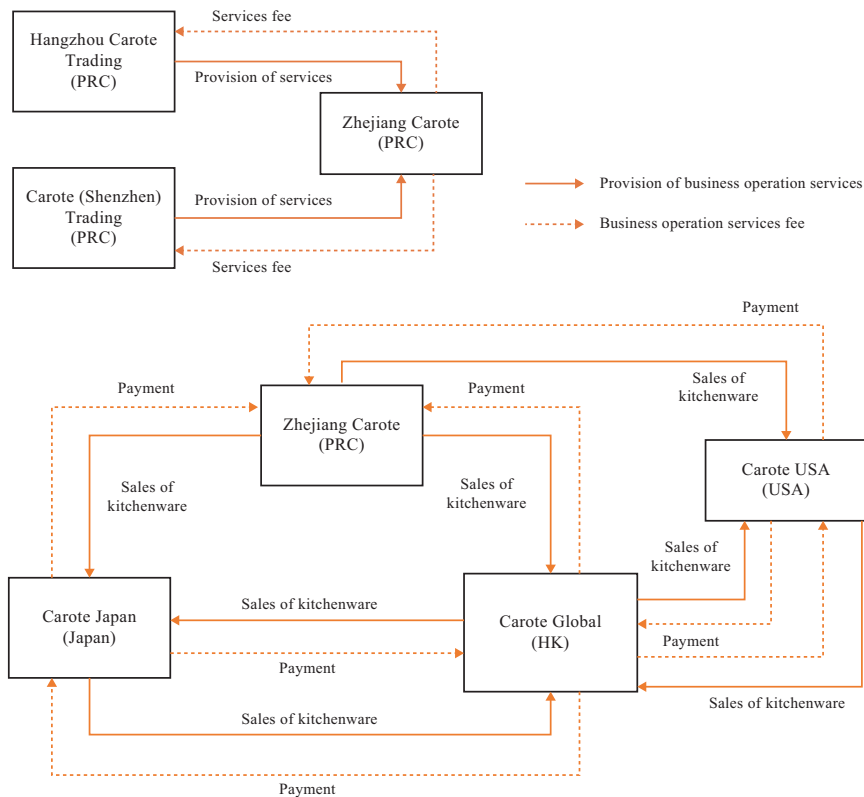 Services fee
Hangzhou Carote
Trading
(PRC)
Provision of services
Zhejiang Carote
(PRC)
Carote (Shenzhen)
Trading
(PRC)
Provision of services
Services fee
Provision of business operation services
Business operation services fee
Payment
Payment
Payment
Sales of
kitchenware
Zhejiang Carote
(PRC)
Carote USA
(USA)
Sales of
kitchenware
Sales of
kitchenware
Sales of
kitchenware
Carote Japan
(Japan)
Sales of kitchenware
Carote Global
(HK)
Payment
Payment
Sales of kitchenware
Sales of kitchenware
Payment